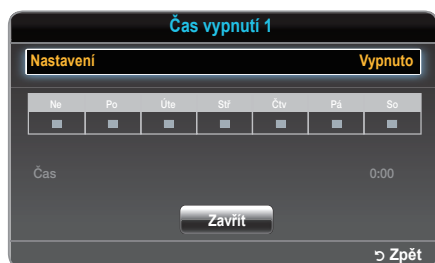 Čas vypnutí 1
Nastavení Vypnuto
Ne Po Úte Stř Čtv Pá So
Čas 0:00
Zavřít
Zpět